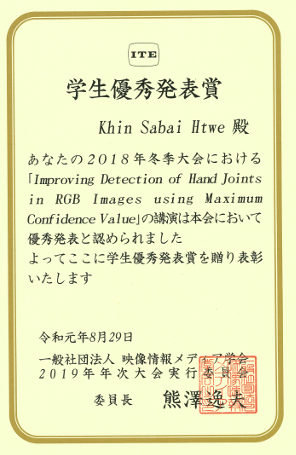 ITE
学生優秀発表賞
Khin Sabai Htwe 殿
あなたの2018年冬季大会における
「Improving Detection of Hand Joints
in RGB Images using Maximum
Confidence Value」の講演は本会において
優秀発表と認められました
よってここに学生優秀発表賞を贈り表彰
いたします
令和元年8月29日
一般社団法人 映像情報メディア学会
2019年年次大会実行委員会
委員長 熊澤逸夫